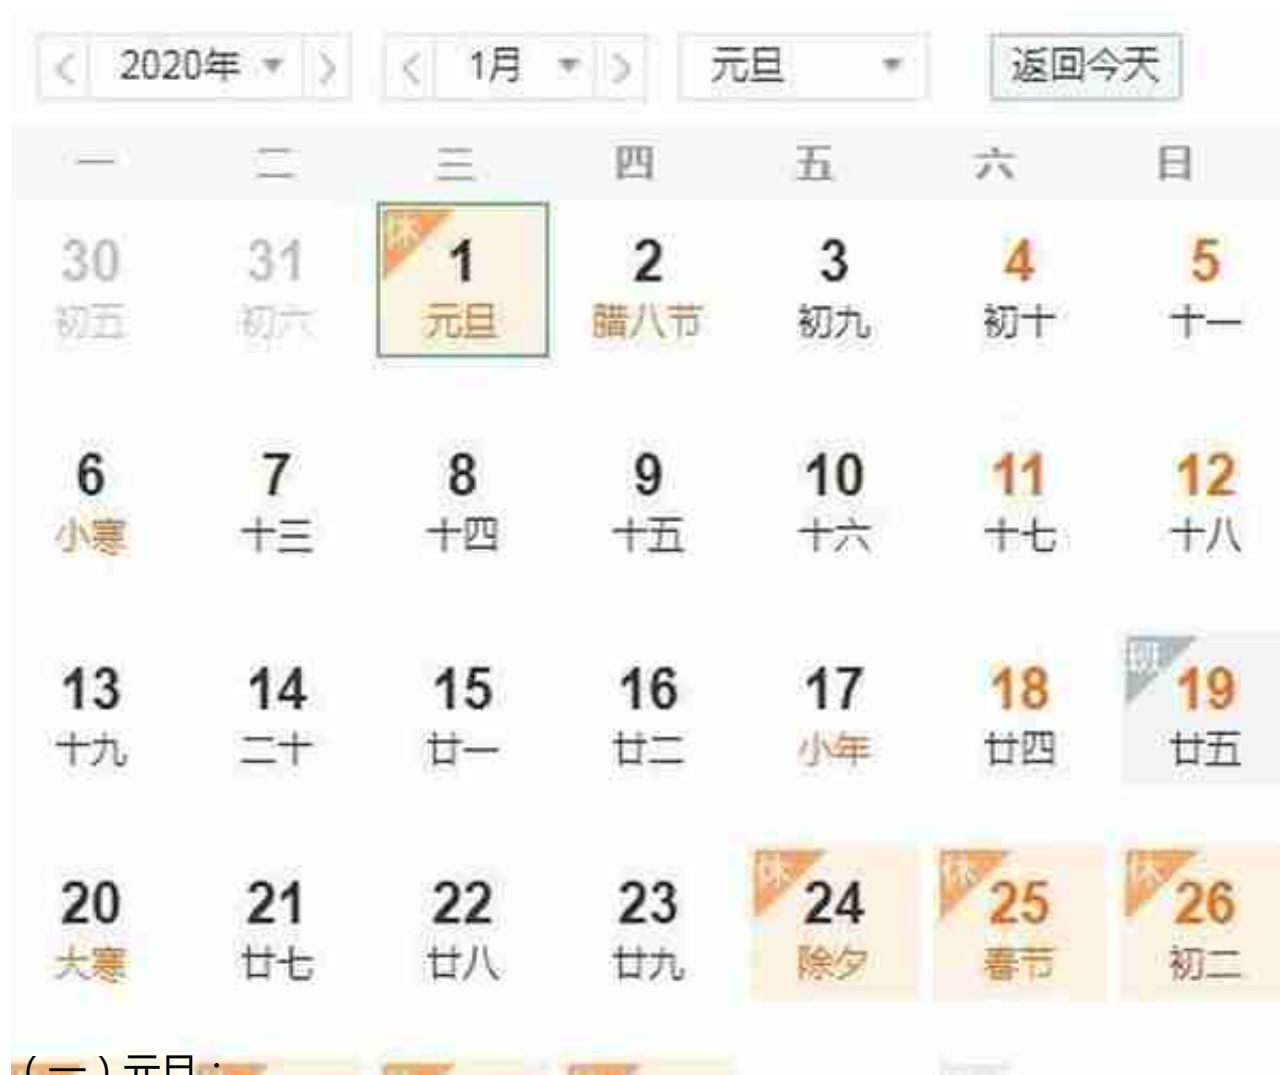 2020年 1月 元旦 返回今天
一 二 三 四 五 六 日
休
30 31 1 2 3 4 5
初五 初六 元旦 腊八节 初九 初十 十一
6 7 8 9 10 11 12
小寒 十三 十四 十五 十六 十七 十八
班
13 14 15 16 17 18 19
十九 二十 廿一 廿二 小年 廿四 廿五
休 休 休
20 21 22 23 24 25 26
大寒 廿七 廿八 廿九 除夕 春节 初二
（一）元旦：